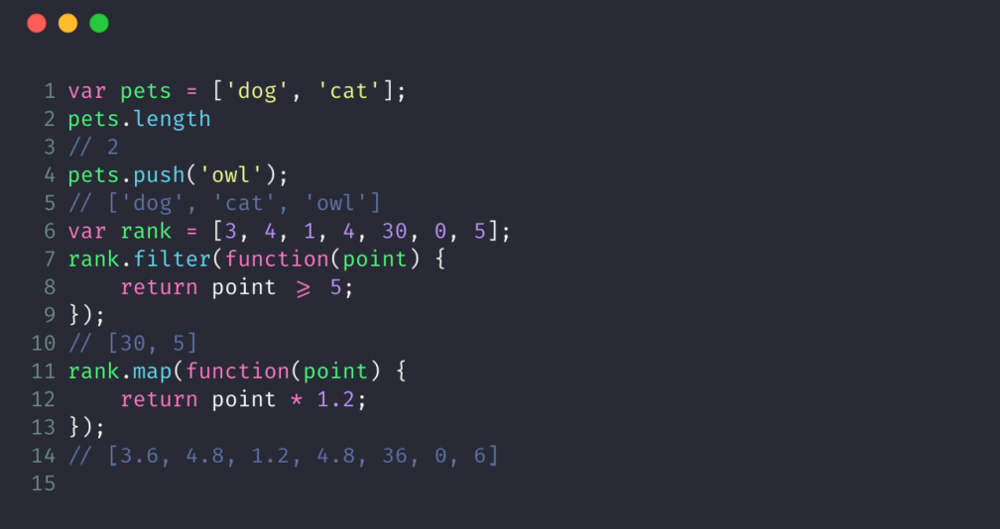 1 var pets = ['dog', 'cat'];
2 pets.length
3 // 2
4 pets.push('owl');
5 // ['dog', 'cat', 'owl']
6 var rank = [3, 4, 1, 4, 30, 0, 5];
7 rank.filter(function(point) {
8     return point >= 5;
9 });
10 // [30, 5]
11 rank.map(function(point) {
12     return point * 1.2;
13 });
14 // [3.6, 4.8, 1.2, 4.8, 36, 0, 6]
15